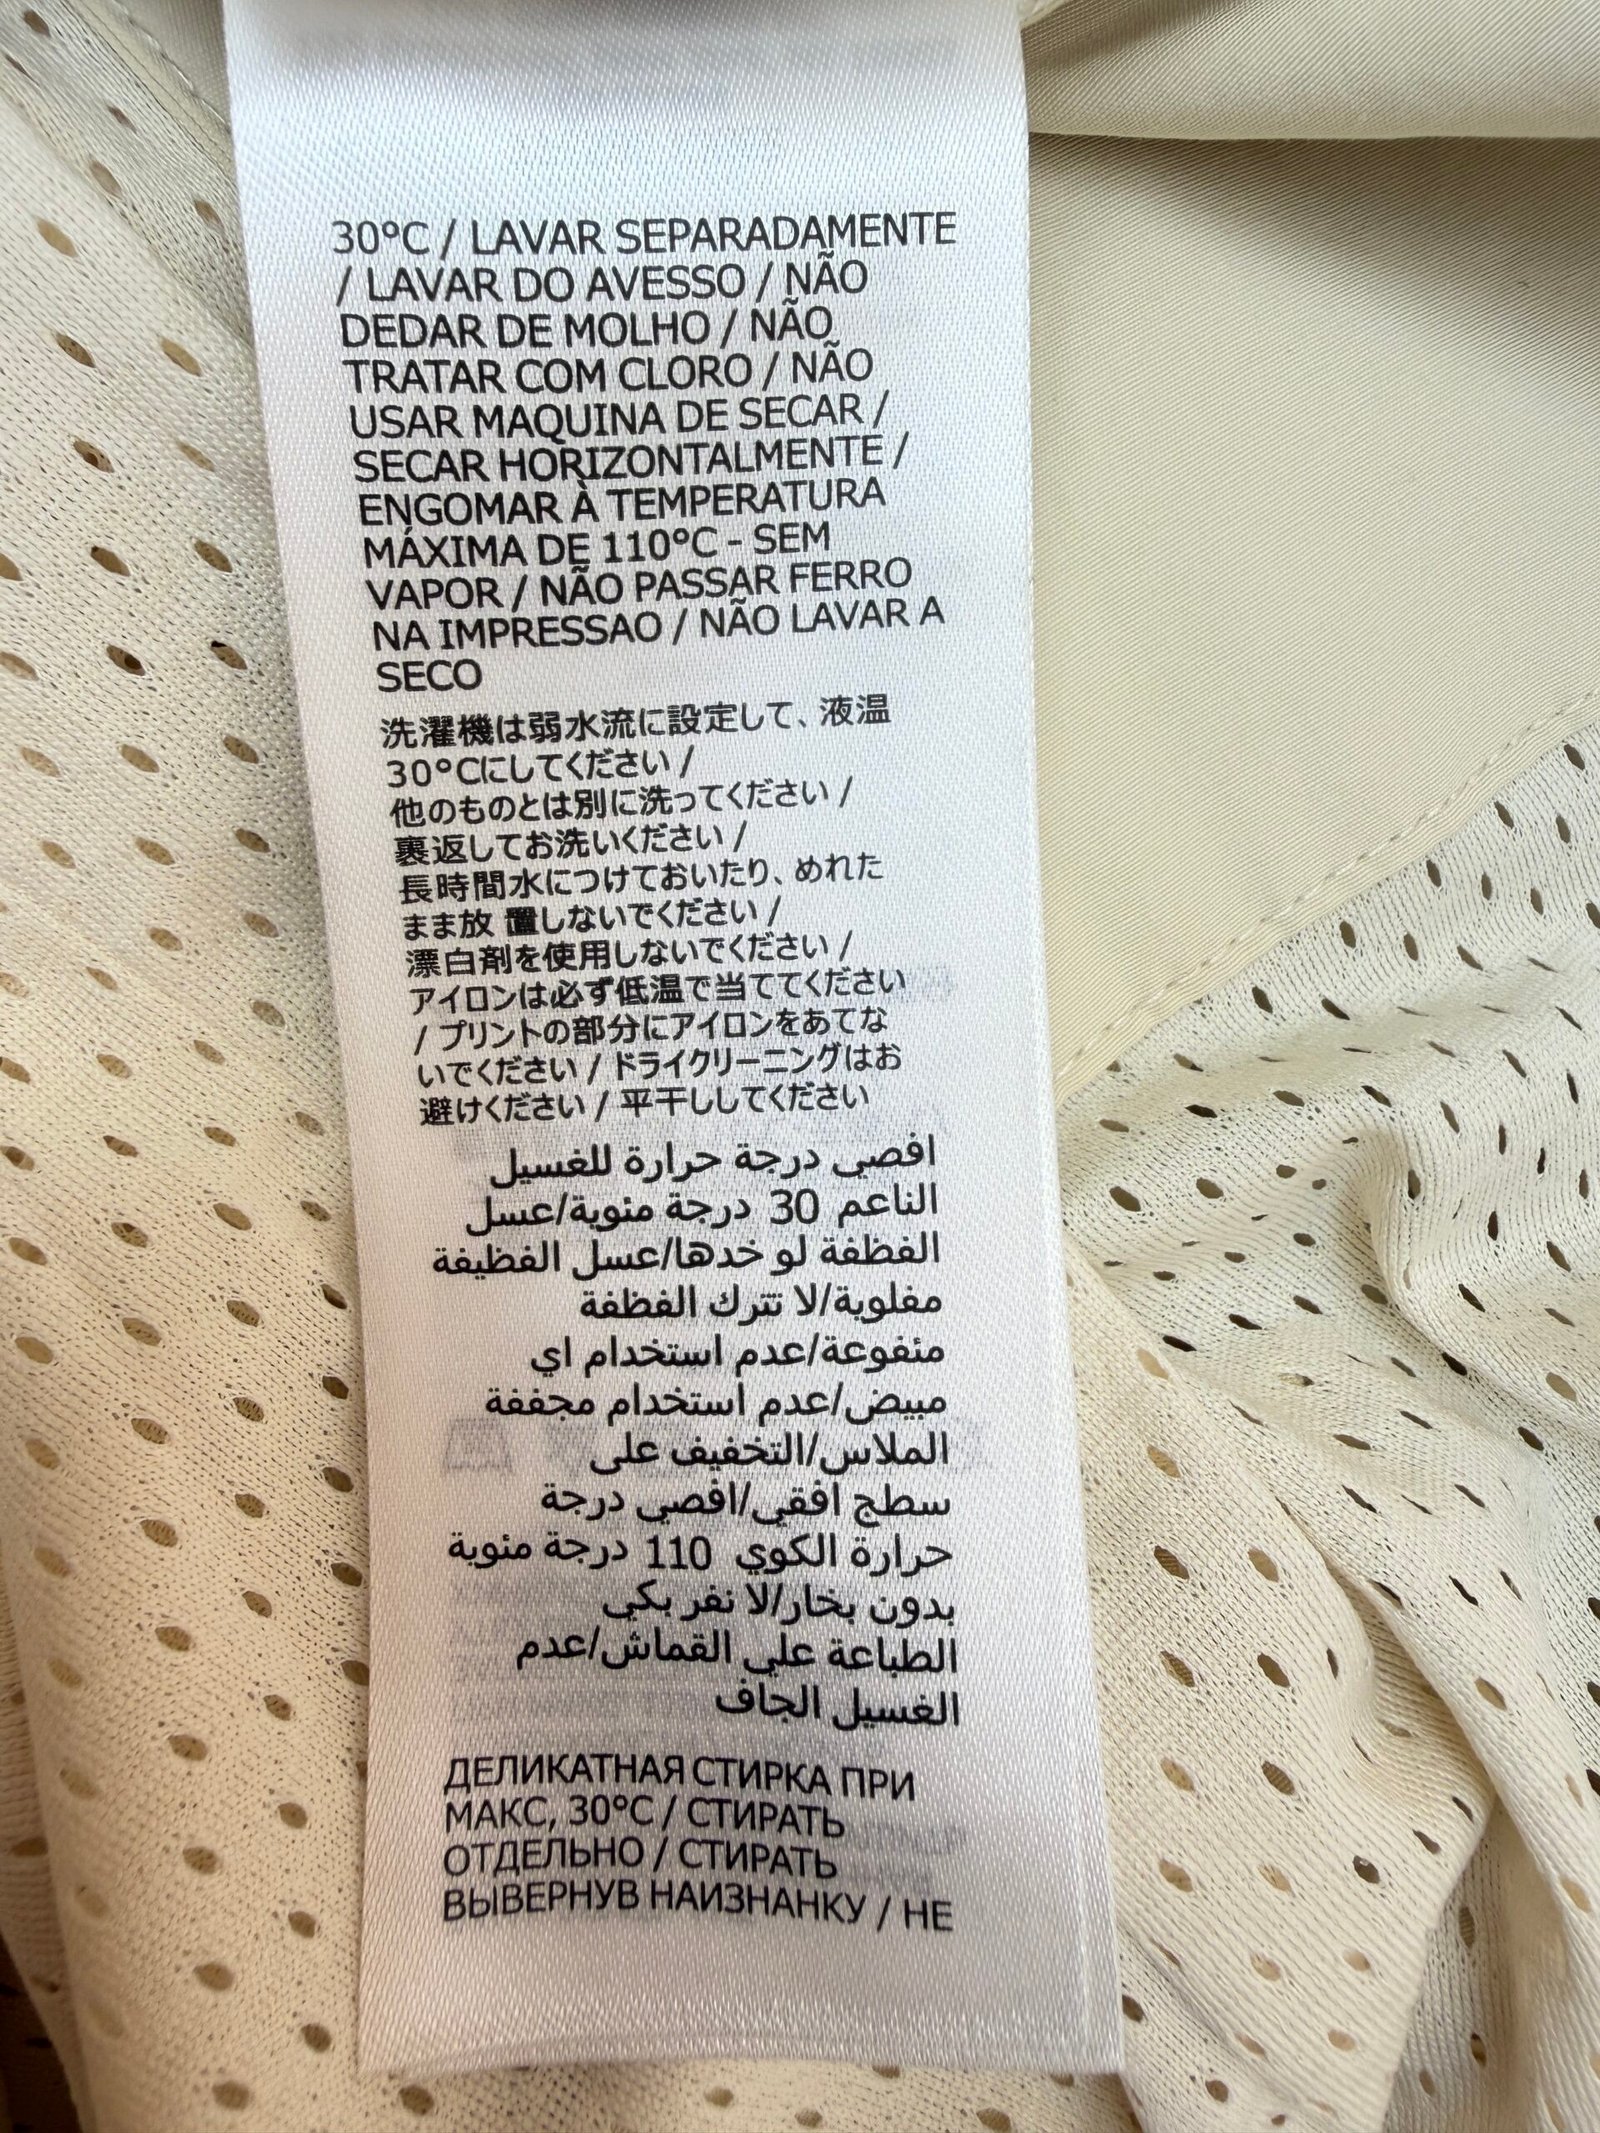 30°C / LAVAR SEPARADAMENTE
/ LAVAR DO AVESSO / NÃO
DEDAR DE MOLHO / NÃO
TRATAR COM CLORO / NÃO
USAR MAQUINA DE SECAR /
SECAR HORIZONTALMENTE /
ENGOMAR À TEMPERATURA
MÁXIMA DE 110°C - SEM
VAPOR / NÃO PASSAR FERRO
NA IMPRESSAO / NÃO LAVAR A
SECO
洗濯機は弱水流に設定して、液温
30°Cにしてください /
他のものとは別に洗ってください /
裏返してお洗いください /
長時間水につけておいたり、めれた
まま放 置しないでください /
漂白剤を使用しないでください /
アイロンは必ず低温で当ててください
/ プリントの部分にアイロンをあてな
いでください / ドライクリーニングはお
避けください / 平干ししてください
افصي درجة حرارة للغسيل
الناعم 30 درجة مئوية/عسل
الفظفة لو خدها/عسل الفظيفة
مفلوبة/لا تترك الفظفة
مئفوعة/عدم استخدام اي
مبيض/عدم استخدام مجففة
الملاس/التخفيف على
سطح افقي/افصي درجة
حرارة الكوي 110 درجة مئوية
بدون بخار/لا نفر بكي
الطباعة علي القماش/عدم
الغسيل الجاف
ДЕЛИКАТНАЯ СТИРКА ПРИ
МАКС, 30°C / СТИРАТЬ
ОТДЕЛЬНО / СТИРАТЬ
ВЫВЕРНУВ НАИЗНАНКУ / НЕ